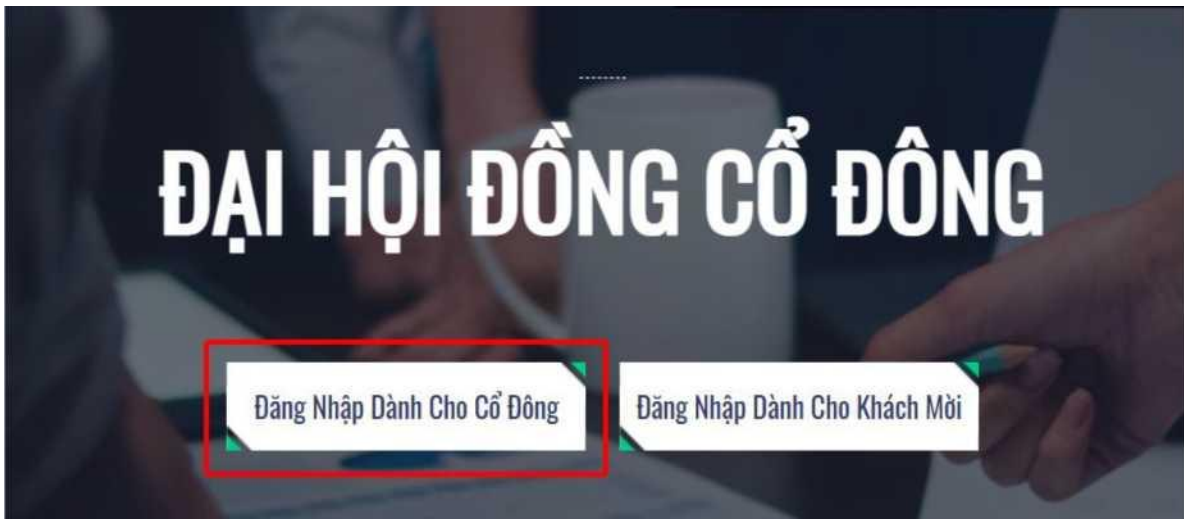 ĐẠI HỘI ĐỒNG CỔ ĐÔNG
Đăng Nhập Dành Cho Cổ Đông
Đăng Nhập Dành Cho Khách Mời